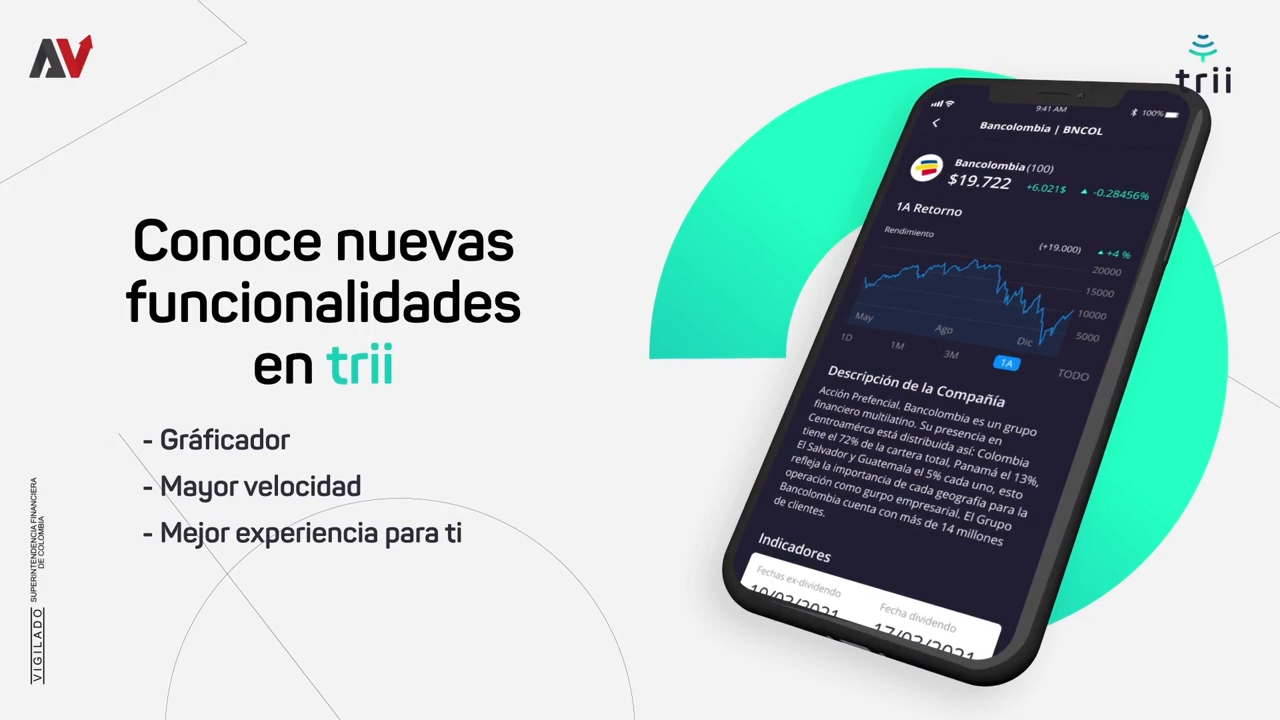 AV
trii
Conoce nuevas
funcionalidades
en trii
- Gráficador
- Mayor velocidad
- Mejor experiencia para ti
VIGILADO
SUPERINTENDENCIA FINANCIERA
DE COLOMBIA
9:41 AM
100%
Bancolombia | BNCOL
Bancolombia (100)
$19.722 +6.021$ ▲ -0.28456%
1A Retorno
Rendimiento (+19.000) ▲ +4 %
20000
15000
10000
5000
May Ago Dic
1D 1M 3M 1A TODO
Descripción de la Compañía
Acción Prefencial. Bancolombia es un grupo
financiero multilatino. Su presencia en
Centroamérca está distribuida así: Colombia
tiene el 72% de la cartera total, Panamá el 13%,
El Salvador y Guatemala el 5% cada uno, esto
refleja la importancia de cada geografía para la
operación como gurpo empresarial. El Grupo
Bancolombia cuenta con más de 14 millones
de clientes.
Indicadores
Fechas ex-dividendo Fecha dividendo
10/03/2021 17/03/2021